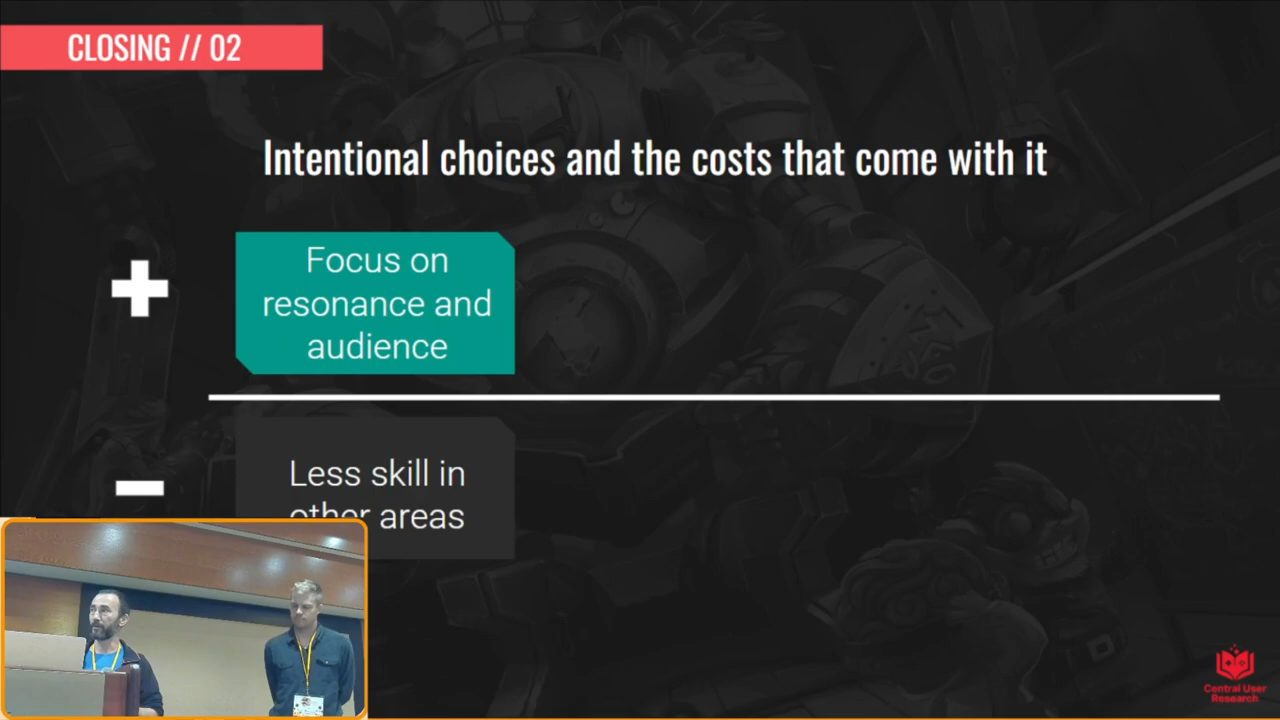 CLOSING // 02
Intentional choices and the costs that come with it
Focus on
resonance and
audience
Less skill in
other areas
Central User
Research